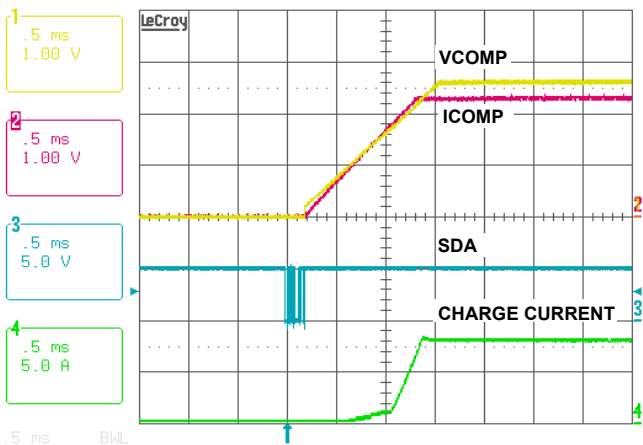 1
.5 ms
1.00 V
2
.5 ms
1.00 V
3
.5 ms
5.0 V
4
.5 ms
5.0 A
.5 ms BWL
LeCroy
VCOMP
ICOMP
SDA
CHARGE CURRENT
2
3
4